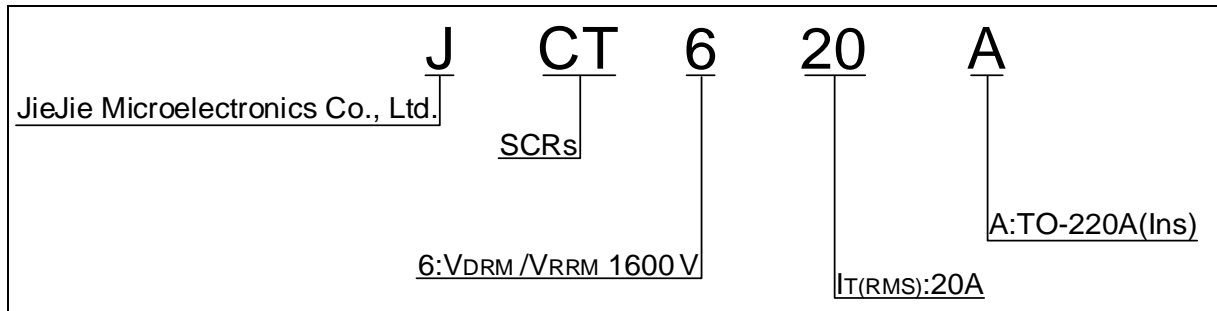 J CT 6 20 A
JieJie Microelectronics Co., Ltd.
SCRs
A:TO-220A(Ins)
6:VDRM /VRRM 1600 V
IT(RMS):20A